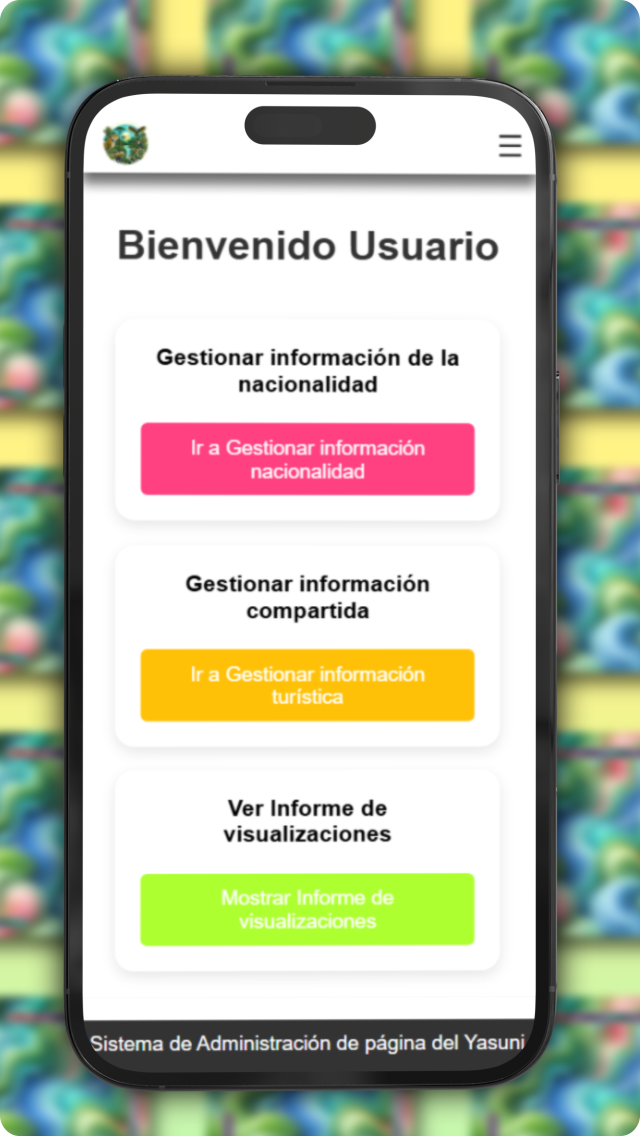 Bienvenido Usuario
Gestionar información de la
nacionalidad
Ir a Gestionar información
nacionalidad
Gestionar información
compartida
Ir a Gestionar información
turística
Ver Informe de
visualizaciones
Mostrar Informe de
visualizaciones
Sistema de Administración de página del Yasuni